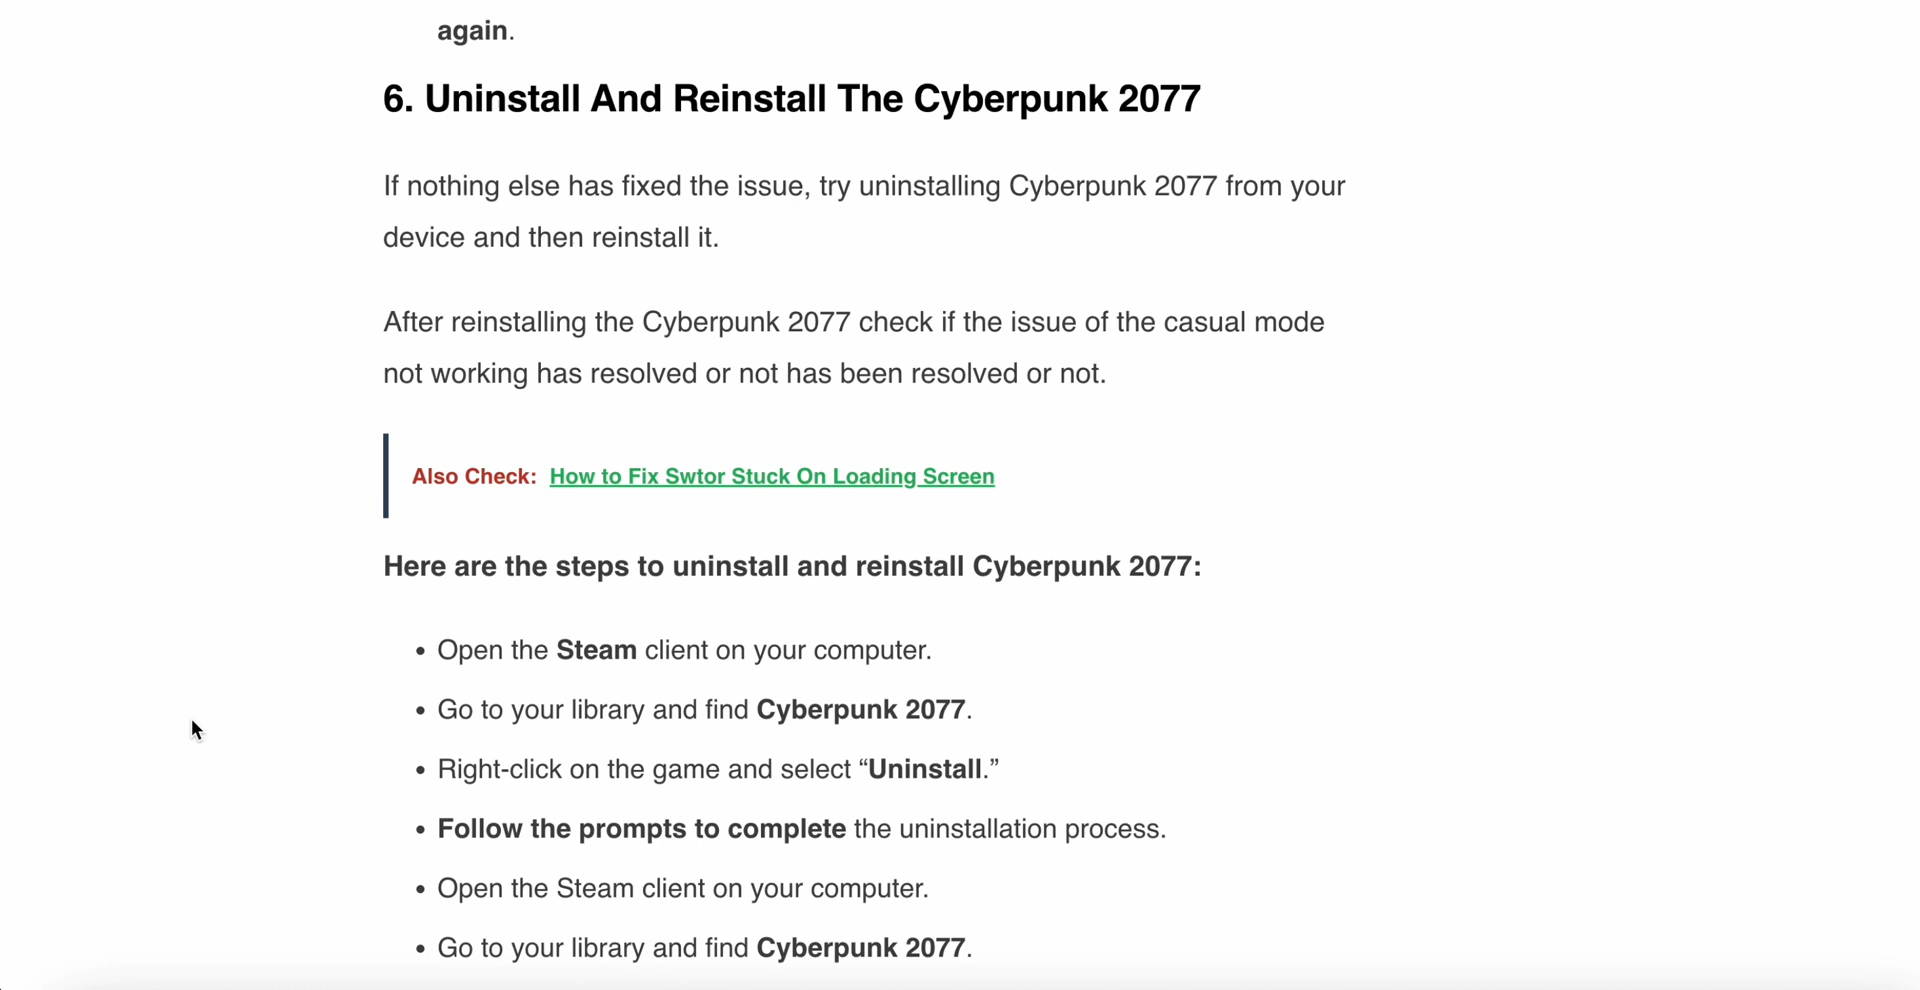 again.
6. Uninstall And Reinstall The Cyberpunk 2077
If nothing else has fixed the issue, try uninstalling Cyberpunk 2077 from your
device and then reinstall it.
After reinstalling the Cyberpunk 2077 check if the issue of the casual mode
not working has resolved or not has been resolved or not.
Also Check: How to Fix Swtor Stuck On Loading Screen
Here are the steps to uninstall and reinstall Cyberpunk 2077:
• Open the Steam client on your computer.
• Go to your library and find Cyberpunk 2077.
• Right-click on the game and select “Uninstall.”
• Follow the prompts to complete the uninstallation process.
• Open the Steam client on your computer.
• Go to your library and find Cyberpunk 2077.